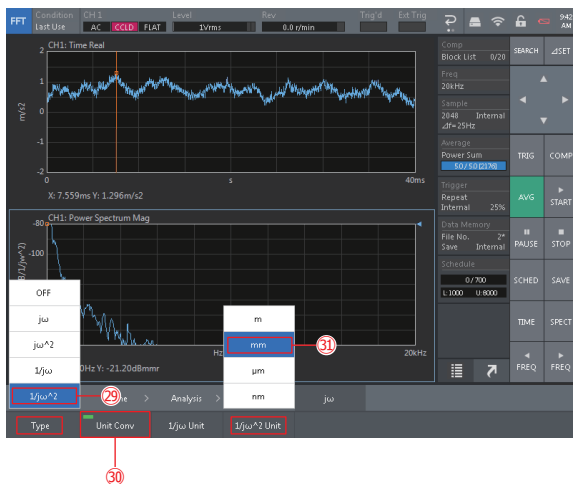 FFT Condition CH 1 Level Rev Trig'd Ext Trig 942
Last Use AC CCLD FLAT 1Vrms 0.0 r/min AM
CH1: Time Real
2
1
0
-1
-2
m/s2
0 s 40ms
X: 7.559ms Y: 1.296m/s2
CH1: Power Spectrum Mag
-80
-100
Hz 20kHz
0Hz Y: -21.20dBmmr
OFF
jω
jω^2
1/jω
1/jω^2
29
m
mm
31
µm
nm
> Analysis > jω
Type Unit Conv 1/jω Unit 1/jω^2 Unit
30
Comp
Block List 0/20
Freq
20kHz
Sample
2048 Internal
⊿f=25Hz
Average
Power Sum
50 / 50 [2176]
Trigger
Repeat
Internal 25%
Data Memory
File No. 2*
Save Internal
Schedule
0 / 700
L:1000 U:8000
SEARCH ⊿SET
TRIG COMP
AVG START
PAUSE STOP
SCHED SAVE
TIME SPECT
FREQ FREQ